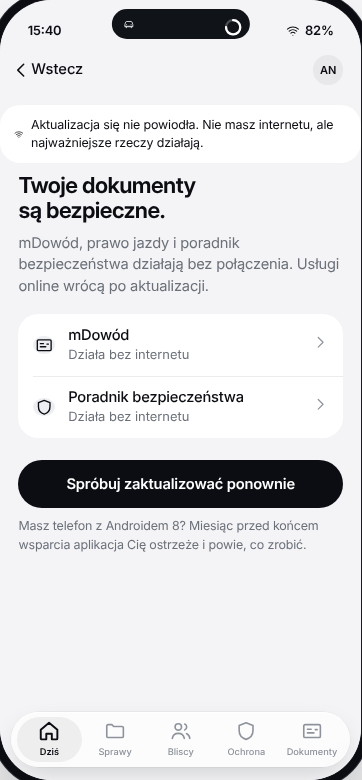 15:40
82%
Wstecz
AN
Aktualizacja się nie powiodła. Nie masz internetu, ale
najważniejsze rzeczy działają.
Twoje dokumenty
są bezpieczne.
mDowód, prawo jazdy i poradnik
bezpieczeństwa działają bez połączenia. Usługi
online wrócą po aktualizacji.
mDowód
Działa bez internetu
Poradnik bezpieczeństwa
Działa bez internetu
Spróbuj zaktualizować ponownie
Masz telefon z Androidem 8? Miesiąc przed końcem
wsparcia aplikacja Cię ostrzeże i powie, co zrobić.
Dziś
Sprawy
Bliscy
Ochrona
Dokumenty